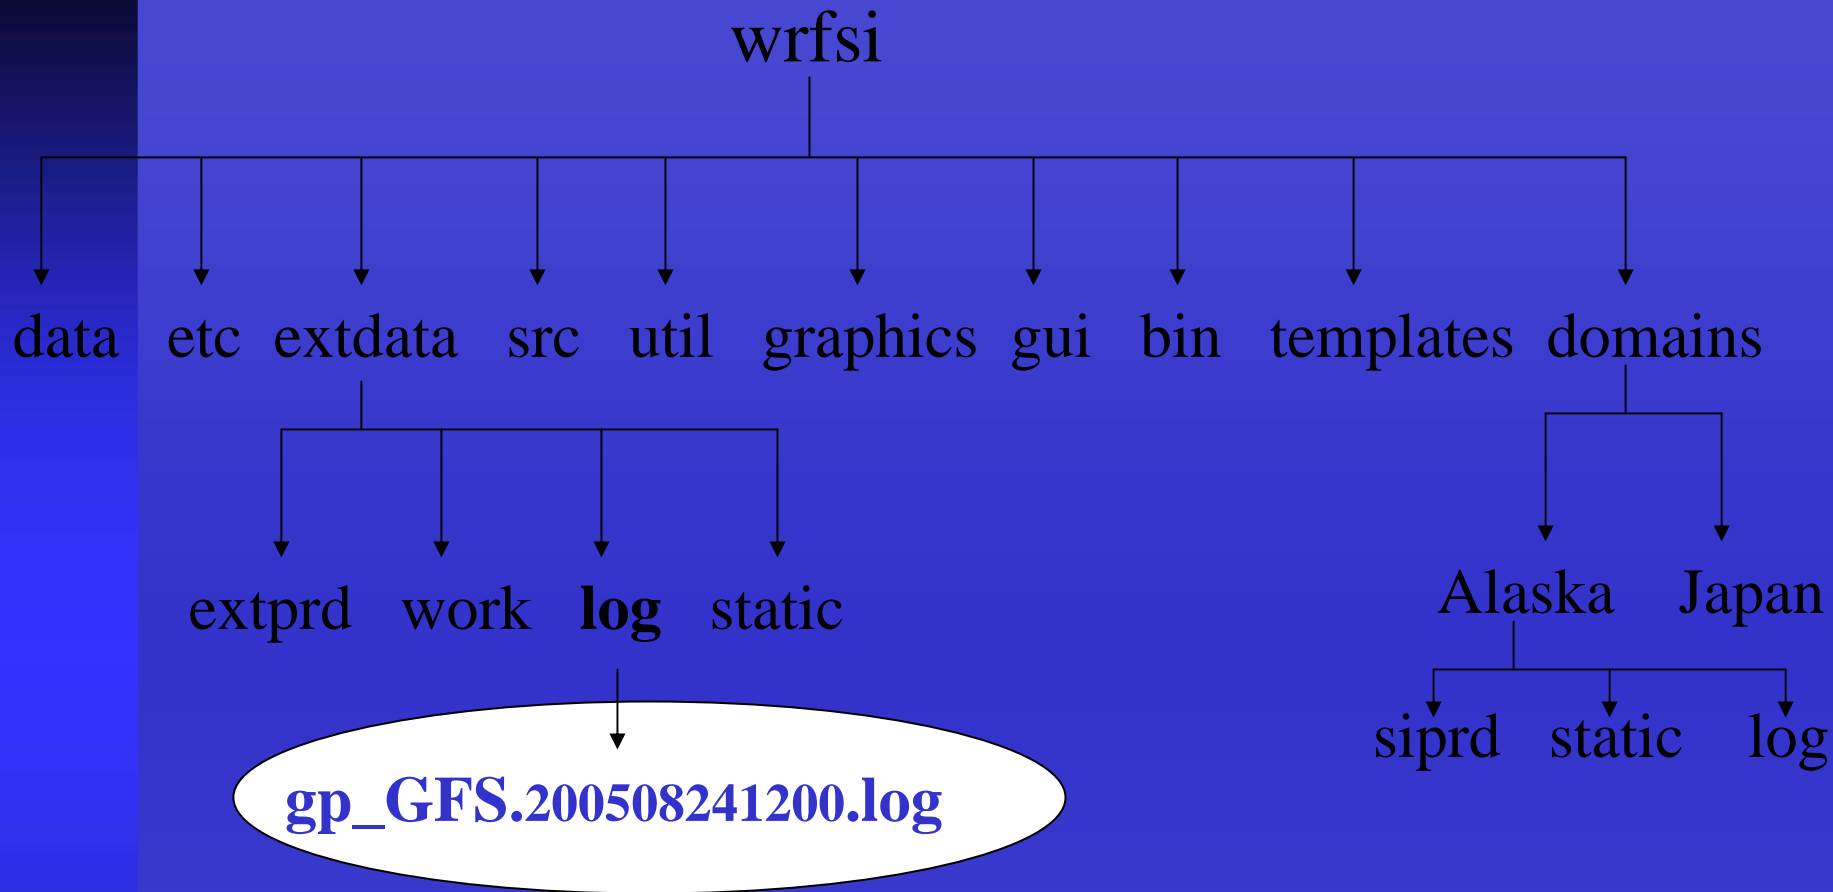 wrfsi
data etc extdata src util graphics gui bin templates domains
extprd work log static
Alaska Japan
siprd static log
gp_GFS.200508241200.log